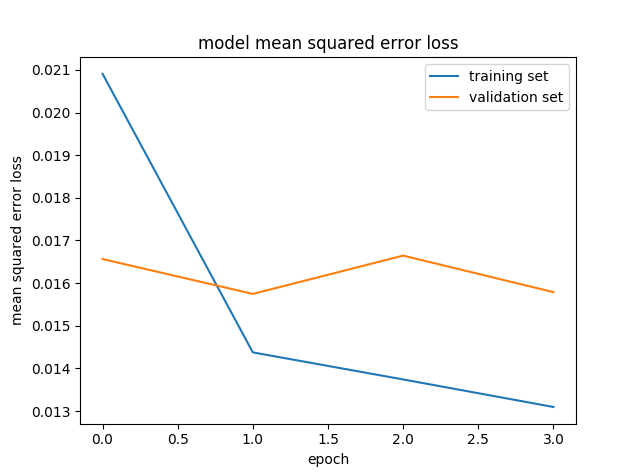 model mean squared error loss
training set
validation set
0.021
0.020
0.019
0.018
0.017
0.016
0.015
0.014
0.013
mean squared error loss
0.0 0.5 1.0 1.5 2.0 2.5 3.0
epoch